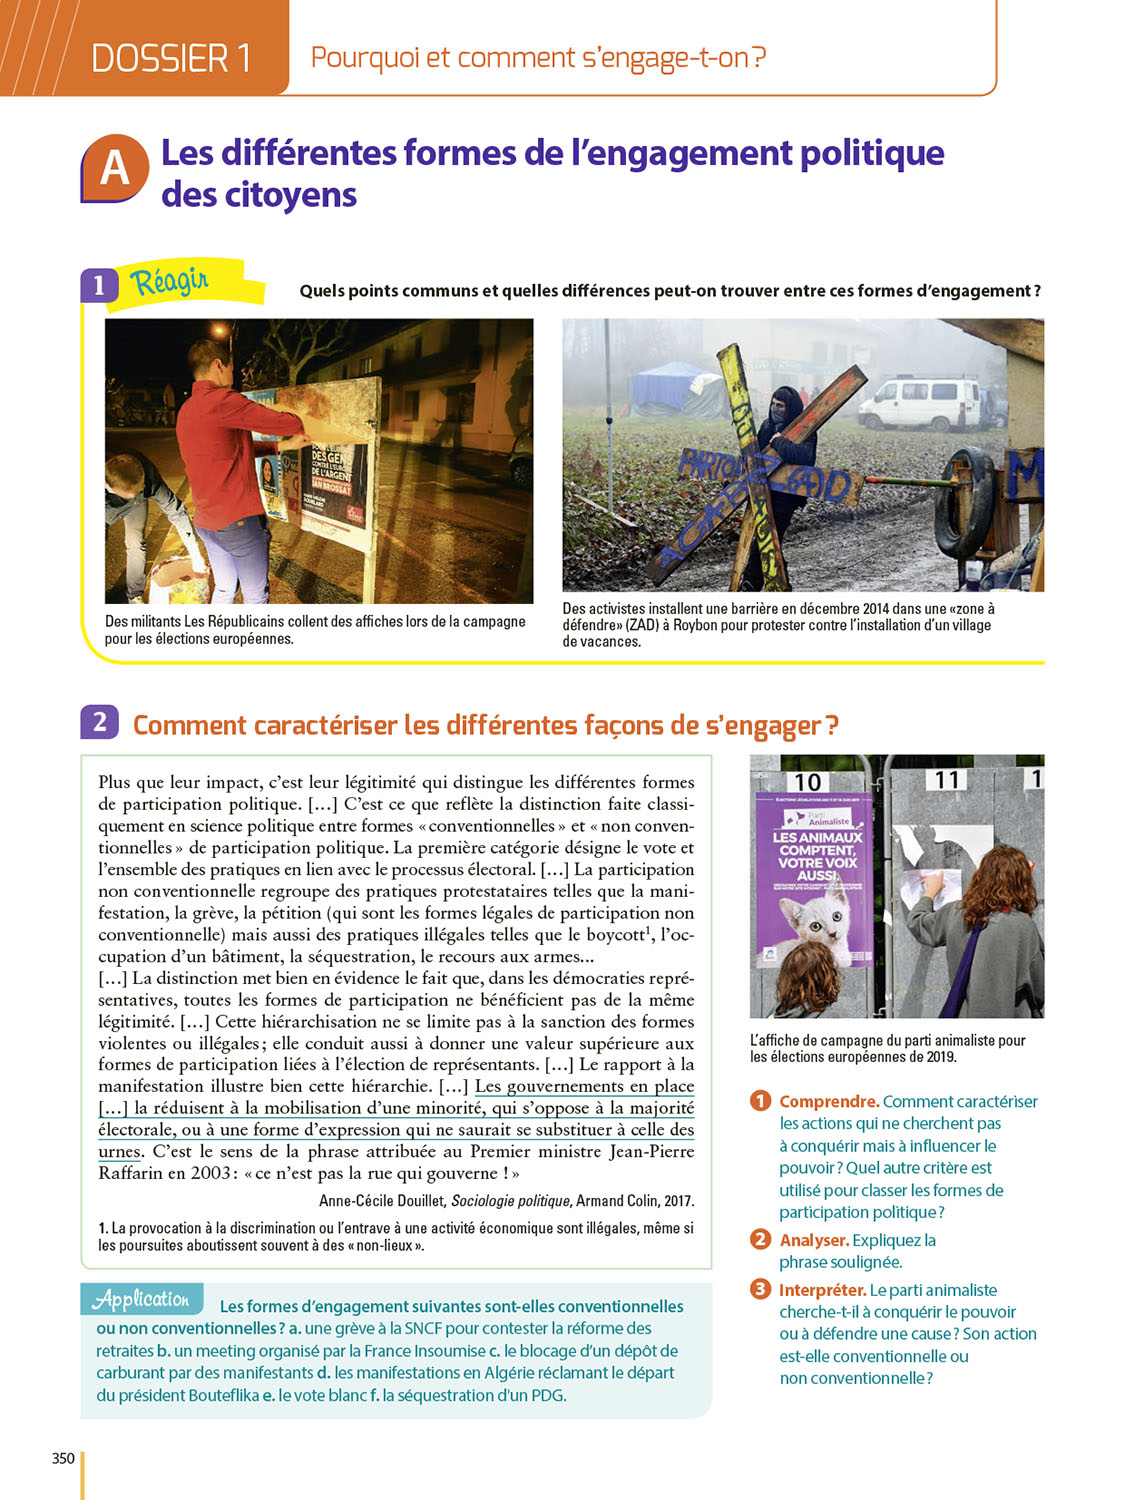 DOSSIER 1
Pourquoi et comment s’engage-t-on ?
A
Les différentes formes de l’engagement politique
des citoyens
1 Réagir
Quels points communs et quelles différences peut-on trouver entre ces formes d’engagement ?
DES GENS
CONTRE L'EUROPE
DE L'ARGENT
IAN BROSSAT
PARTOUT
ZAD
ACAB
M
Des militants Les Républicains collent des affiches lors de la campagne
pour les élections européennes.
Des activistes installent une barrière en décembre 2014 dans une «zone à
défendre» (ZAD) à Roybon pour protester contre l’installation d’un village
de vacances.
2 Comment caractériser les différentes façons de s’engager ?
Plus que leur impact, c’est leur légitimité qui distingue les différentes formes
de participation politique. […] C’est ce que reflète la distinction faite classi-
quement en science politique entre formes « conventionnelles » et « non conven-
tionnelles » de participation politique. La première catégorie désigne le vote et
l’ensemble des pratiques en lien avec le processus électoral. […] La participation
non conventionnelle regroupe des pratiques protestataires telles que la mani-
festation, la grève, la pétition (qui sont les formes légales de participation non
conventionnelle) mais aussi des pratiques illégales telles que le boycott¹, l’oc-
cupation d’un bâtiment, la séquestration, le recours aux armes...
[…] La distinction met bien en évidence le fait que, dans les démocraties repré-
sentatives, toutes les formes de participation ne bénéficient pas de la même
légitimité. […] Cette hiérarchisation ne se limite pas à la sanction des formes
violentes ou illégales ; elle conduit aussi à donner une valeur supérieure aux
formes de participation liées à l’élection de représentants. […] Le rapport à la
manifestation illustre bien cette hiérarchie. […] Les gouvernements en place
[…] la réduisent à la mobilisation d’une minorité, qui s’oppose à la majorité
électorale, ou à une forme d’expression qui ne saurait se substituer à celle des
urnes. C’est le sens de la phrase attribuée au Premier ministre Jean-Pierre
Raffarin en 2003 : « ce n’est pas la rue qui gouverne ! »
Anne-Cécile Douillet, Sociologie politique, Armand Colin, 2017.
1. La provocation à la discrimination ou l’entrave à une activité économique sont illégales, même si
les poursuites aboutissent souvent à des « non-lieux ».
Application
Les formes d’engagement suivantes sont-elles conventionnelles
ou non conventionnelles ? a. une grève à la SNCF pour contester la réforme des
retraites b. un meeting organisé par la France Insoumise c. le blocage d’un dépôt de
carburant par des manifestants d. les manifestations en Algérie réclamant le départ
du président Bouteflika e. le vote blanc f. la séquestration d'un PDG.
10
11
1
Parti
Animaliste
LES ANIMAUX
COMPTENT,
VOTRE VOIX
AUSSI.
L’affiche de campagne du parti animaliste pour
les élections européennes de 2019.
1 Comprendre. Comment caractériser
les actions qui ne cherchent pas
à conquérir mais à influencer le
pouvoir ? Quel autre critère est
utilisé pour classer les formes de
participation politique ?
2 Analyser. Expliquez la
phrase soulignée.
3 Interpréter. Le parti animaliste
cherche-t-il à conquérir le pouvoir
ou à défendre une cause ? Son action
est-elle conventionnelle ou
non conventionnelle ?
350